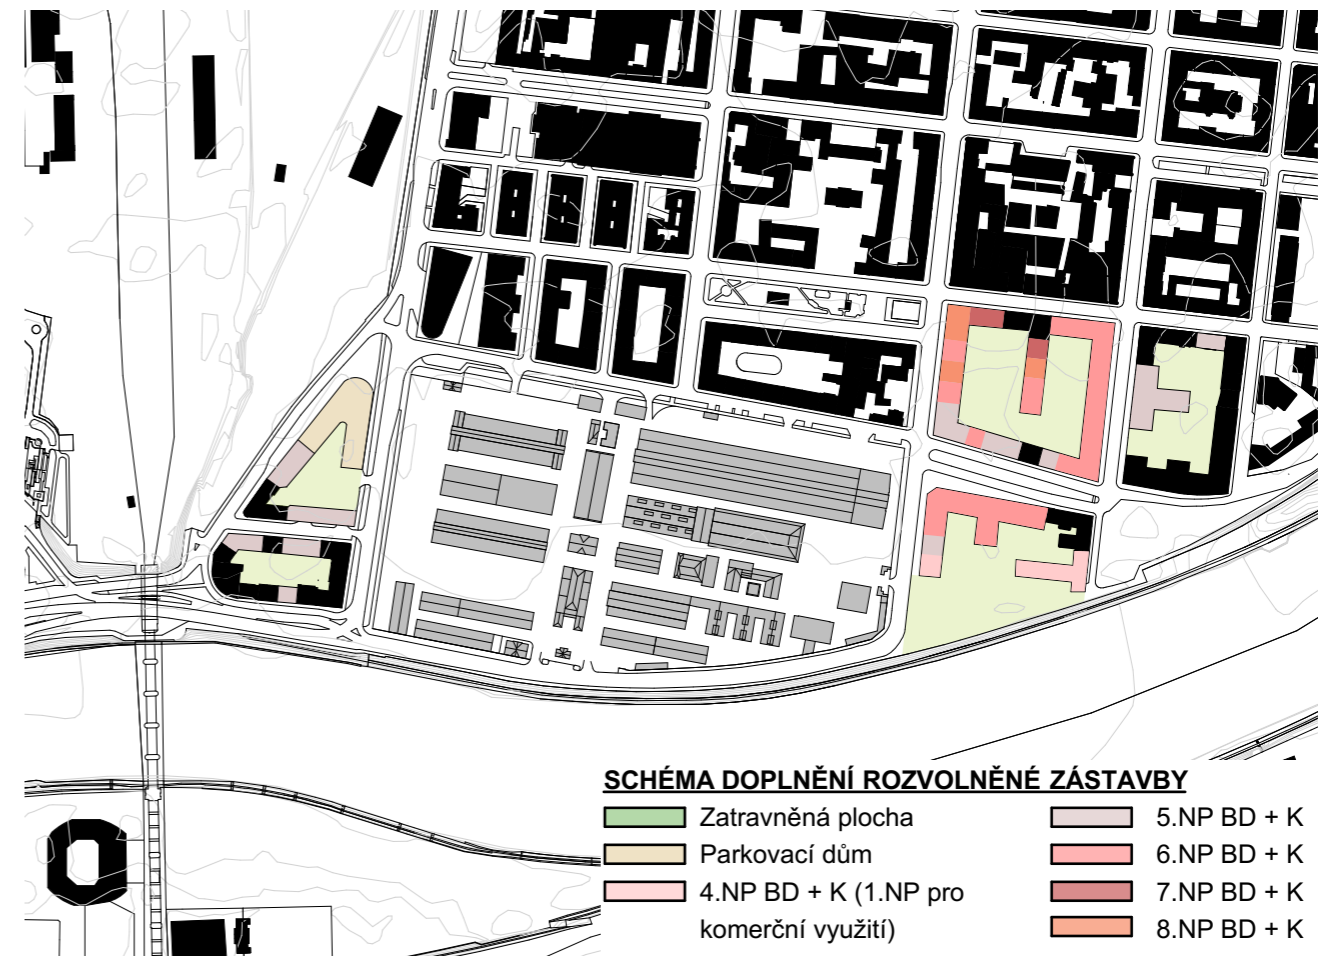 SCHÉMA DOPLNĚNÍ ROZVOLNĚNÉ ZÁSTAVBY
Zatravněná plocha
Parkovací dům
4.NP BD + K (1.NP pro
komerční využití)
5.NP BD + K
6.NP BD + K
7.NP BD + K
8.NP BD + K